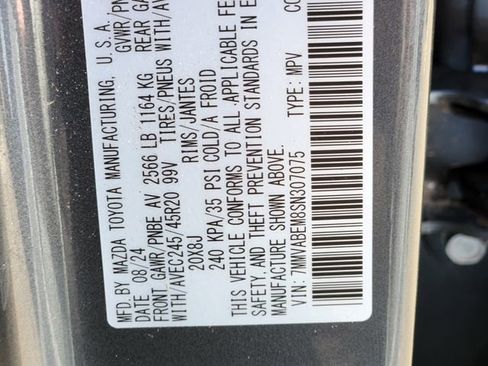 MFD. BY MAZDA TOYOTA MANUFACTURING, U. S. A.
DATE 08/24 GVWR/PN
FRONT GAWR/PNBE AV 2566 LB 1164 KG REAR GA
WITH/AVEC245/45R20 99V TIRES/PNEUS WITH/AV
20X8J RIMS/JANTES
240 KPA/35 PSI COLD/A FROID
THIS VEHICLE CONFORMS TO ALL APPLICABLE FE
SAFETY, AND THEFT PREVENTION STANDARDS IN E
MANUFACTURE SHOWN ABOVE.
VIN: 7MMVABEM8SN307075 TYPE: MPV CO